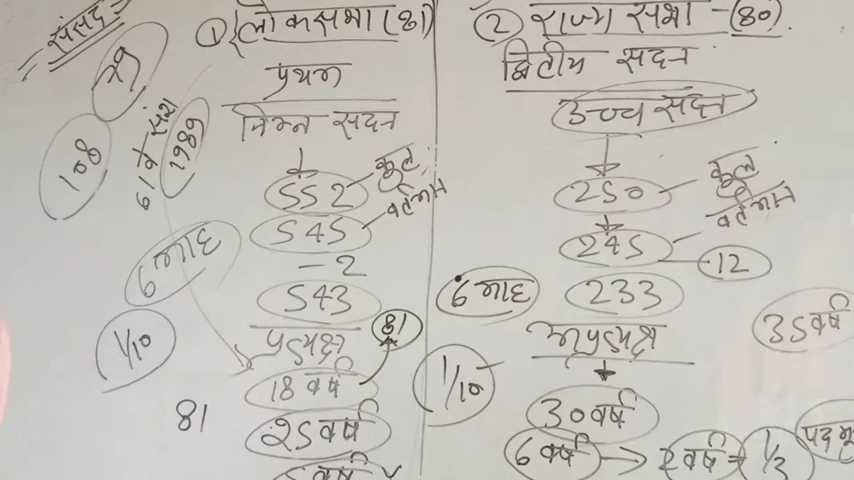 संसद
79
108
61वे संशो
1989
6 माह
1/10
81
① लोकसभा (81)
प्रथम
निम्न सदन
552 कुल
545 वर्तमान
- 2
543
प्रत्यक्ष
81
18 वर्ष
25 वर्ष
② राज्य सभा - (80)
द्वितीय सदन
उच्च सदन
250 कुल
245 वर्तमान
12
6 माह
233
अप्रत्यक्ष
35 वर्ष
1/10
30 वर्ष
6 वर्ष → 2 वर्ष = 1/3